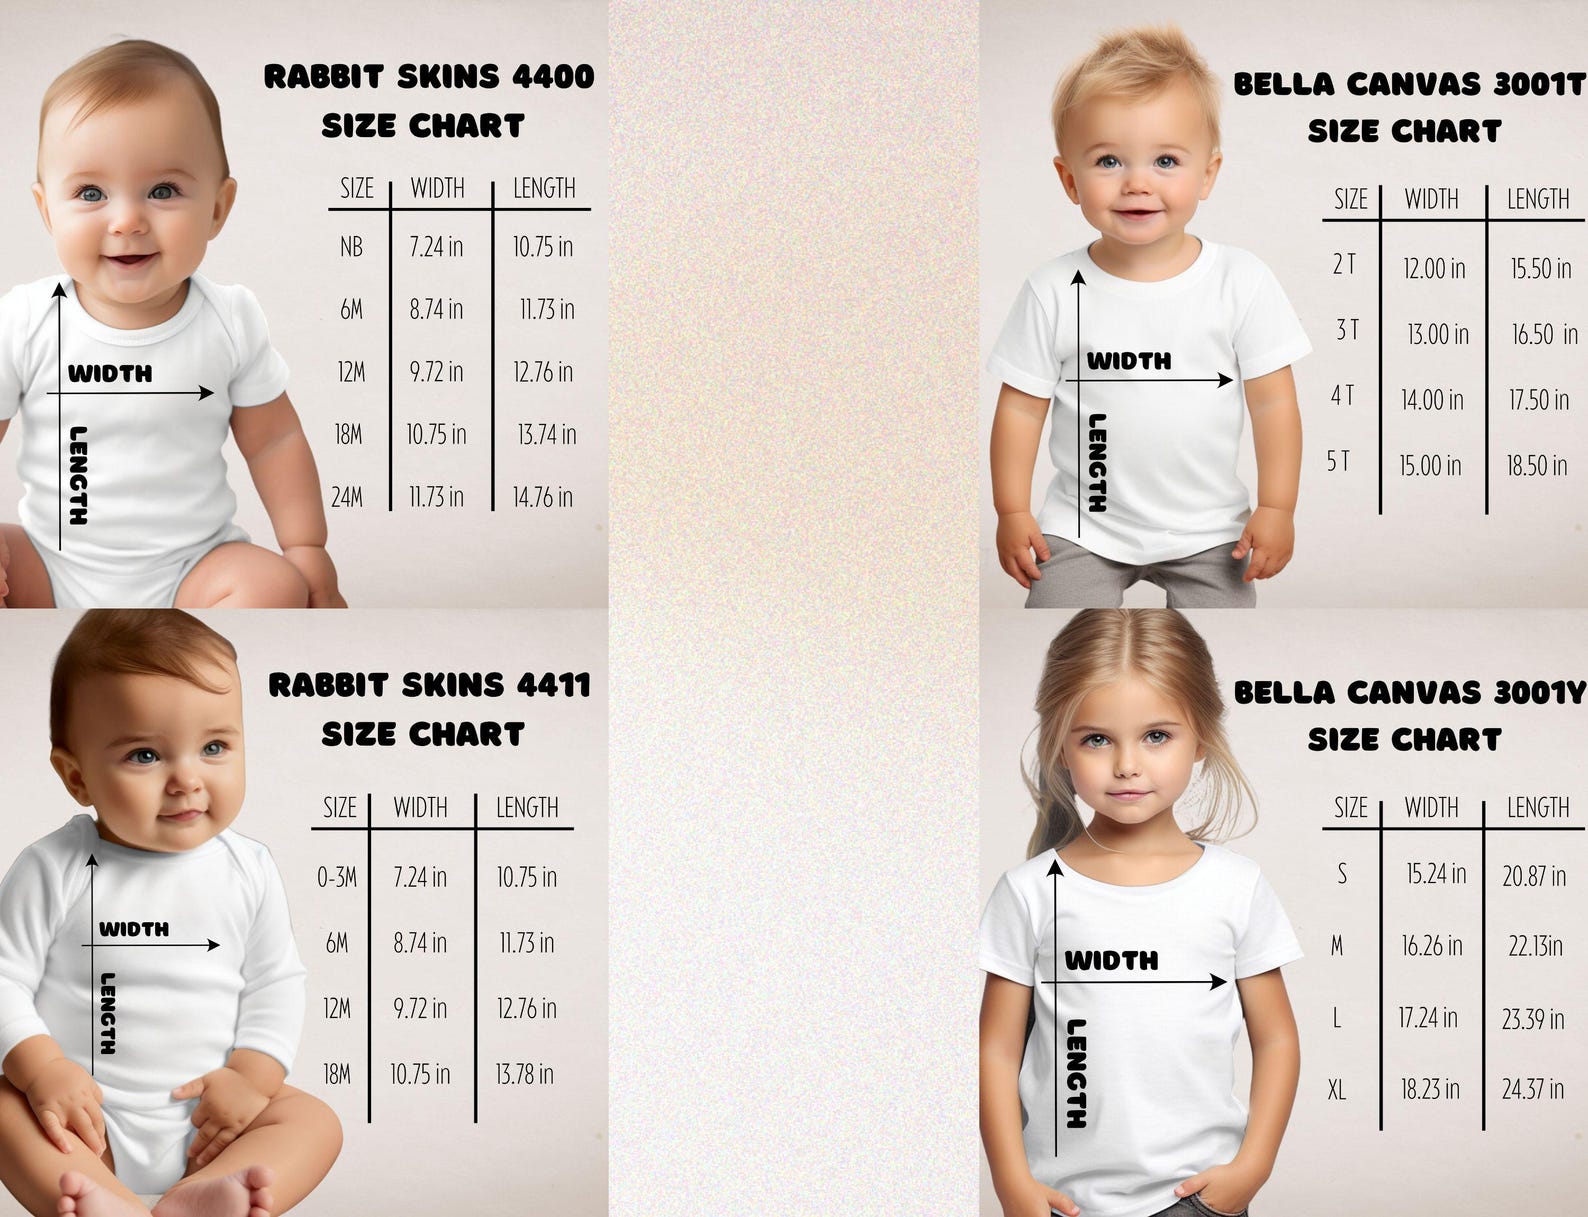 RABBIT SKINS 4400
SIZE CHART
SIZE WIDTH LENGTH
NB 7.24 in 10.75 in
6M 8.74 in 11.73 in
12M 9.72 in 12.76 in
18M 10.75 in 13.74 in
24M 11.73 in 14.76 in
WIDTH
LENGTH
BELLA CANVAS 3001T
SIZE CHART
SIZE WIDTH LENGTH
2T 12.00 in 15.50 in
3T 13.00 in 16.50 in
4T 14.00 in 17.50 in
5T 15.00 in 18.50 in
WIDTH
LENGTH
RABBIT SKINS 4411
SIZE CHART
SIZE WIDTH LENGTH
0-3M 7.24 in 10.75 in
6M 8.74 in 11.73 in
12M 9.72 in 12.76 in
18M 10.75 in 13.78 in
WIDTH
LENGTH
BELLA CANVAS 3001Y
SIZE CHART
SIZE WIDTH LENGTH
S 15.24 in 20.87 in
M 16.26 in 22.13in
L 17.24 in 23.39 in
XL 18.23 in 24.37 in
WIDTH
LENGTH